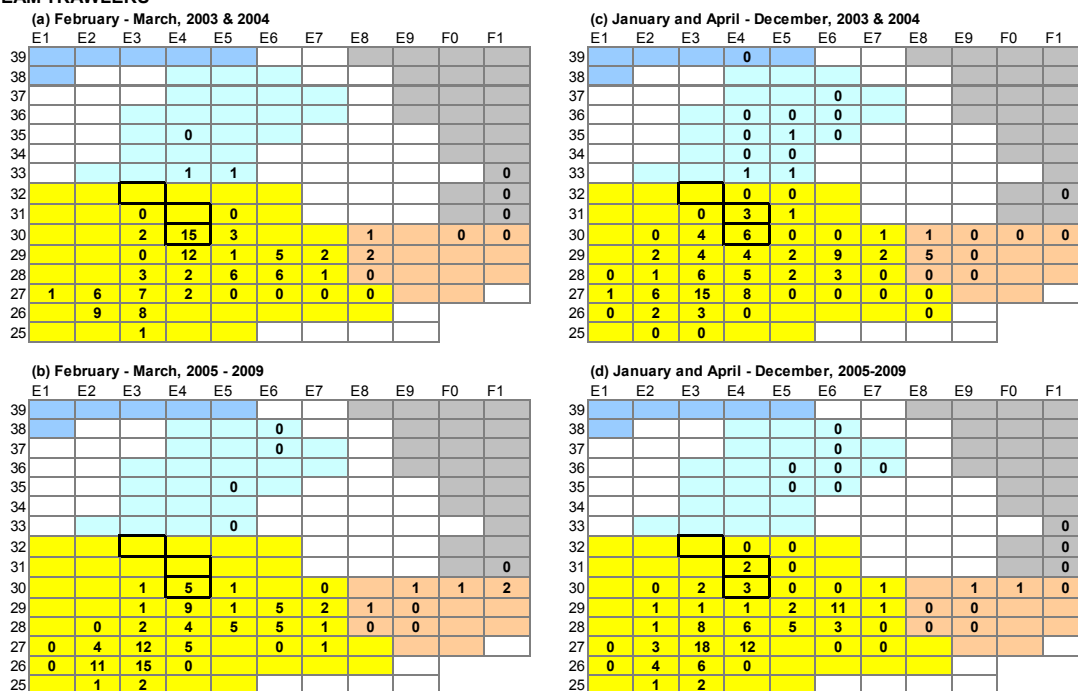 EAM TRAWLERS
(a) February - March, 2003 & 2004
E1 E2 E3 E4 E5 E6 E7 E8 E9 F0 F1
39
38
37
36
35 0
34
33 1 1 0
32 0
31 0 0 0
30 2 15 3 1 0 0
29 0 12 1 5 2 2
28 3 2 6 6 1 0
27 1 6 7 2 0 0 0 0
26 9 8
25 1
(c) January and April - December, 2003 & 2004
E1 E2 E3 E4 E5 E6 E7 E8 E9 F0 F1
39 0
38
37 0
36 0 0 0
35 0 1 0
34 0 0
33 1 1
32 0 0 0
31 0 3 1
30 0 4 6 0 0 1 1 0 0 0
29 2 4 4 2 9 2 5 0
28 0 1 6 5 2 3 0 0 0
27 1 6 15 8 0 0 0 0
26 0 2 3 0 0
25 0 0
(b) February - March, 2005 - 2009
E1 E2 E3 E4 E5 E6 E7 E8 E9 F0 F1
39
38 0
37 0
36
35 0
34
33 0
32
31 0
30 1 5 1 0 1 1 2
29 1 9 1 5 2 1 0
28 0 2 4 5 5 1 0 0
27 0 4 12 5 0 1
26 0 11 15 0
25 1 2
(d) January and April - December, 2005-2009
E1 E2 E3 E4 E5 E6 E7 E8 E9 F0 F1
39
38 0
37 0
36 0 0 0
35 0 0
34
33 0
32 0 0 0
31 2 0 0
30 0 2 3 0 0 1 1 1 0
29 1 1 1 2 11 1 0 0
28 1 8 6 5 3 0 0 0
27 0 3 18 12 0 0
26 0 4 6 0
25 1 2